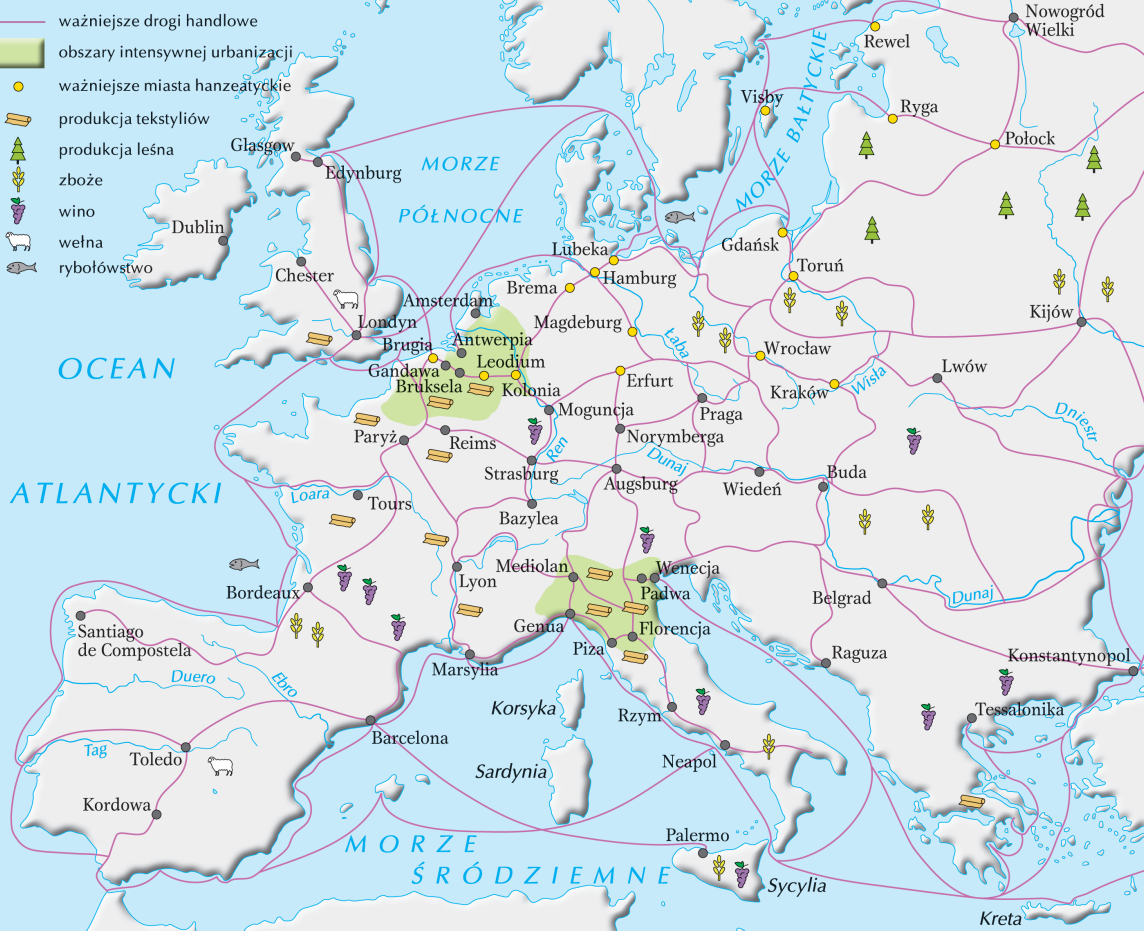 ważniejsze drogi handlowe
obszary intensywnej urbanizacji
ważniejsze miasta hanzeatyckie
produkcja tekstyliów
produkcja leśna
zboże
wino
wełna
rybołówstwo
Nowogród
Wielki
Rewel
Visby
Ryga
Połock
MORZE BAŁTYCKIE
Glasgow
Edynburg
MORZE
PÓŁNOCNE
Dublin
Chester
Londyn
Lubeka
Hamburg
Brema
Gdańsk
Toruń
Kijów
Amsterdam
Magdeburg
Łaba
Antwerpia
Brugia
Leodium
Gandawa
Bruksela
Kolonia
Wrocław
Kraków
Wisła
Lwów
OCEAN
ATLANTYCKI
Erfurt
Praga
Moguncja
Norymberga
Dniestr
Paryż
Reims
Ren
Strasburg
Dunaj
Augsburg
Wiedeń
Buda
Loara
Tours
Bazylea
Mediolan
Wenecja
Padwa
Lyon
Bordeaux
Genua
Florencja
Piza
Belgrad
Dunaj
Santiago
de Compostela
Marsylia
Raguza
Konstantynopol
Duero
Ebro
Korsyka
Rzym
Tessalonika
Barcelona
Tag
Toledo
Sardynia
Neapol
Kordowa
Palermo
MORZE
ŚRÓDZIEMNE
Sycylia
Kreta